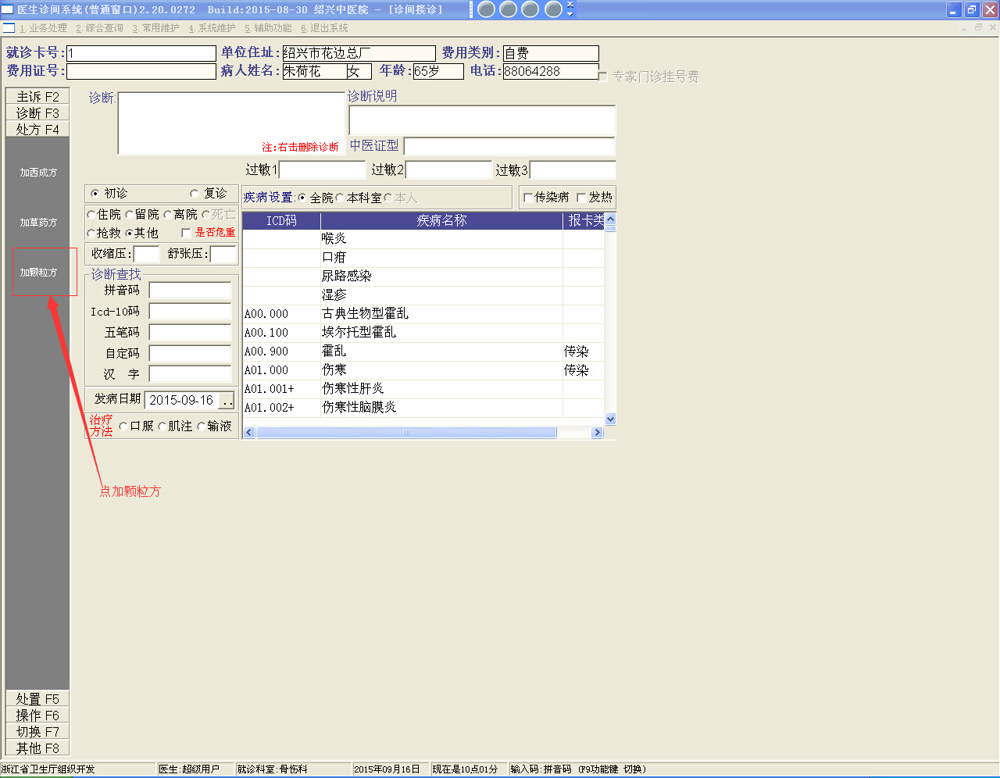 医生诊间系统(普通窗口)2.20.0272  Build:2015-08-30 绍兴中医院 - [诊间接诊]
1.业务处理 2.综合查询 3.常用维护 4.系统维护 5.辅助功能 6.退出系统
就诊卡号:1 单位住址:绍兴市花边总厂 费用类别:自费
费用证号: 病人姓名:朱荷花 女 年龄:65岁 电话:88064288 专家门诊挂号费
主诉 F2
诊断 F3
处方 F4
加西成方
加草药方
加颗粒方
诊断: 诊断说明
注:右击删除诊断 中医证型
过敏1 过敏2 过敏3
初诊 复诊 疾病设置: 全院 本科室 本人 传染病 发热
住院 留院 离院 死亡
抢救 其他 是否危重
收缩压: 舒张压:
诊断查找
拼音码
Icd-10码
五笔码
自定码
汉 字
发病日期 2015-09-16 ..
治疗方法 口服 肌注 输液
ICD码 疾病名称 报卡类
喉炎
口疳
尿路感染
湿疹
A00.000 古典生物型霍乱
A00.100 埃尔托型霍乱
A00.900 霍乱 传染
A01.000 伤寒 传染
A01.001+ 伤寒性肝炎
A01.002+ 伤寒性脑膜炎
点加颗粒方
处置 F5
操作 F6
切换 F7
其他 F8
浙江省卫生厅组织开发 医生:超级用户 就诊科室:骨伤科 2015年09月16日 现在是10点01分 输入码:拼音码 (F9功能键 切换)